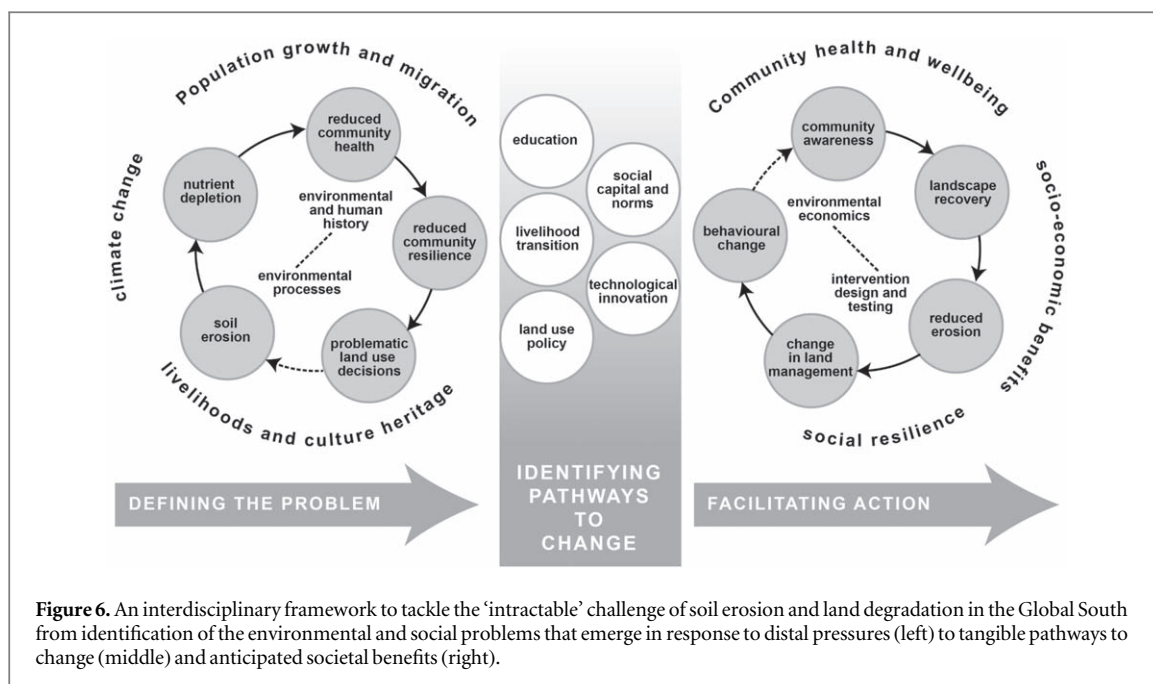 Population growth and migration
climate change
livelihoods and culture heritage
reduced
community
health
nutrient
depletion
environmental
and human
history
reduced
community
resilience
environmental
processes
soil
erosion
problematic
land use
decisions
DEFINING THE PROBLEM
education
social
capital and
norms
livelihood
transition
technological
innovation
land use
policy
IDENTIFYING
PATHWAYS
TO
CHANGE
Community health and wellbeing
socio-economic benefits
social resilience
community
awareness
landscape
recovery
environmental
economics
behavioural
change
intervention
design and
testing
reduced
erosion
change
in land
management
FACILITATING ACTION
Figure 6. An interdisciplinary framework to tackle the ‘intractable’ challenge of soil erosion and land degradation in the Global South
from identification of the environmental and social problems that emerge in response to distal pressures (left) to tangible pathways to
change (middle) and anticipated societal benefits (right).